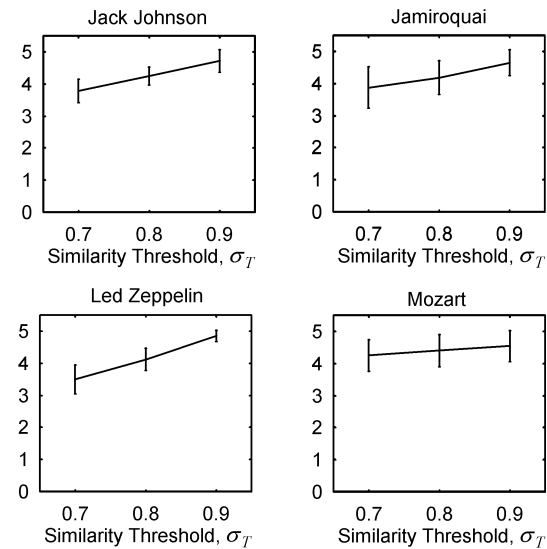 Jack Johnson
5
4
3
2
1
0
0.7 0.8 0.9
Similarity Threshold, σ_T
Jamiroquai
5
4
3
2
1
0
0.7 0.8 0.9
Similarity Threshold, σ_T
Led Zeppelin
5
4
3
2
1
0
0.7 0.8 0.9
Similarity Threshold, σ_T
Mozart
5
4
3
2
1
0
0.7 0.8 0.9
Similarity Threshold, σ_T